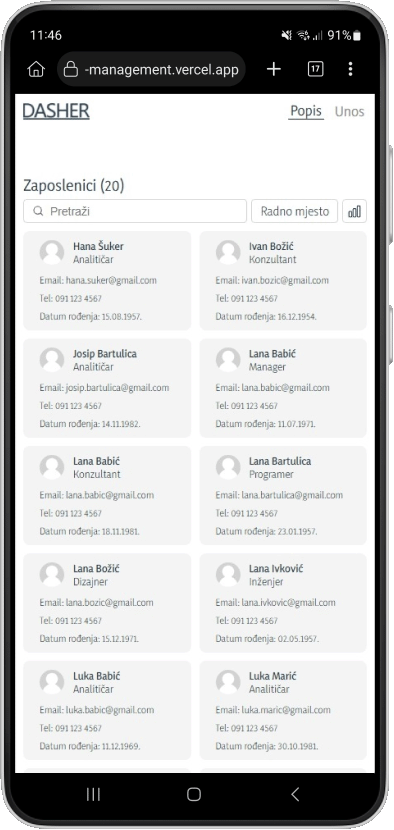 11:46
91%
-management.vercel.app
17
DASHER
Popis
Unos
Zaposlenici (20)
Pretraži
Radno mjesto
Hana Šuker
Analitičar
Email: hana.suker@gmail.com
Tel: 091 123 4567
Datum rođenja: 15.08.1957.
Ivan Božić
Konzultant
Email: ivan.bozic@gmail.com
Tel: 091 123 4567
Datum rođenja: 16.12.1954.
Josip Bartulica
Analitičar
Email: josip.bartulica@gmail.com
Tel: 091 123 4567
Datum rođenja: 14.11.1982.
Lana Babić
Manager
Email: lana.babic@gmail.com
Tel: 091 123 4567
Datum rođenja: 11.07.1971.
Lana Babić
Konzultant
Email: lana.babic@gmail.com
Tel: 091 123 4567
Datum rođenja: 18.11.1981.
Lana Bartulica
Programer
Email: lana.bartulica@gmail.com
Tel: 091 123 4567
Datum rođenja: 23.01.1957.
Lana Božić
Dizajner
Email: lana.bozic@gmail.com
Tel: 091 123 4567
Datum rođenja: 15.12.1971.
Lana Ivković
Inženjer
Email: lana.ivkovic@gmail.com
Tel: 091 123 4567
Datum rođenja: 02.05.1957.
Luka Babić
Analitičar
Email: luka.babic@gmail.com
Tel: 091 123 4567
Datum rođenja: 11.12.1969.
Luka Marić
Analitičar
Email: luka.maric@gmail.com
Tel: 091 123 4567
Datum rođenja: 30.10.1981.